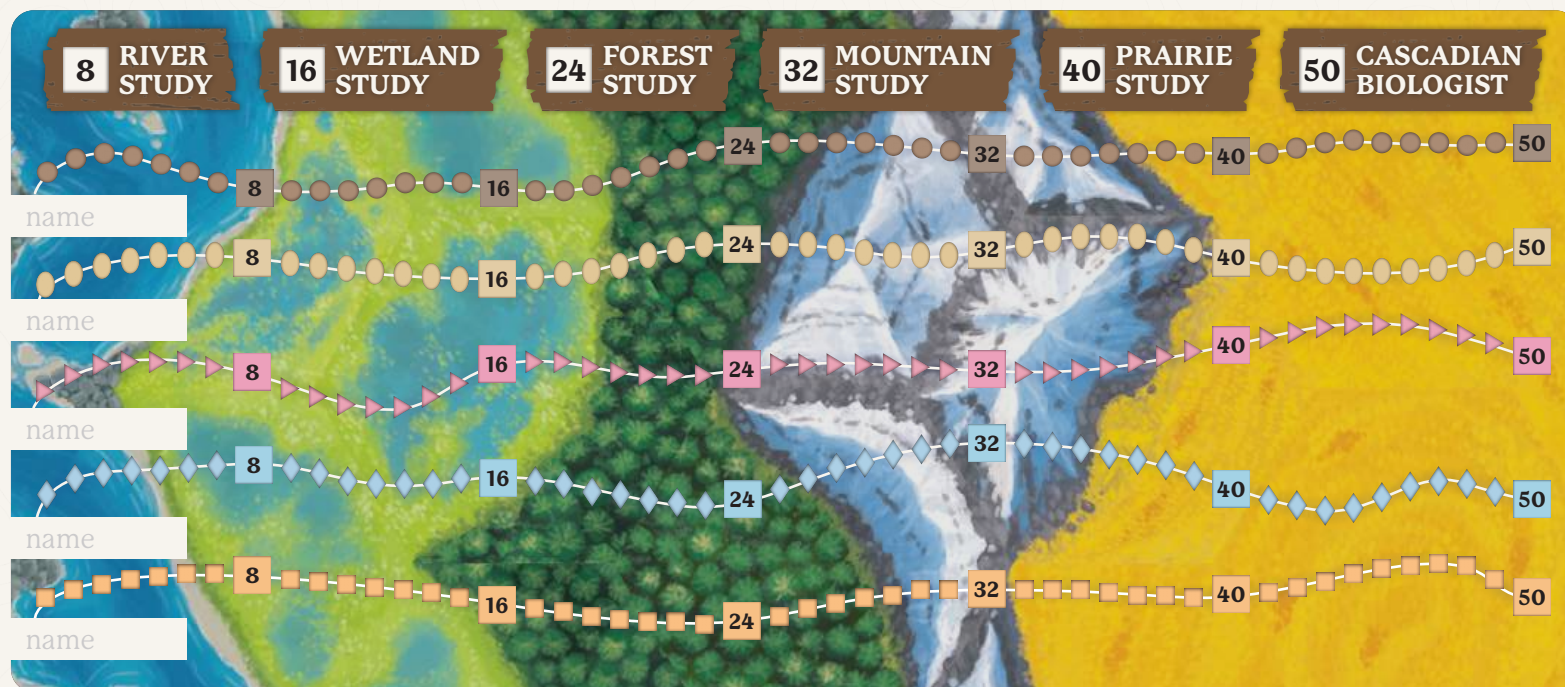 8 RIVER STUDY
16 WETLAND STUDY
24 FOREST STUDY
32 MOUNTAIN STUDY
40 PRAIRIE STUDY
50 CASCADIAN BIOLOGIST
8 16 24 32 40 50
name
8 16 24 32 40 50
name
8 16 24 32 40 50
name
8 16 24 32 40 50
name
8 16 24 32 40 50
name